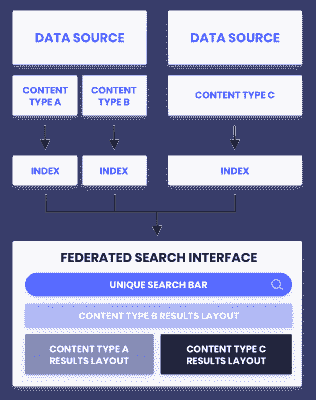 DATA SOURCE
DATA SOURCE
CONTENT
TYPE A
CONTENT
TYPE B
CONTENT TYPE C
INDEX
INDEX
INDEX
FEDERATED SEARCH INTERFACE
UNIQUE SEARCH BAR
CONTENT TYPE B RESULTS LAYOUT
CONTENT TYPE A
RESULTS LAYOUT
CONTENT TYPE C
RESULTS LAYOUT